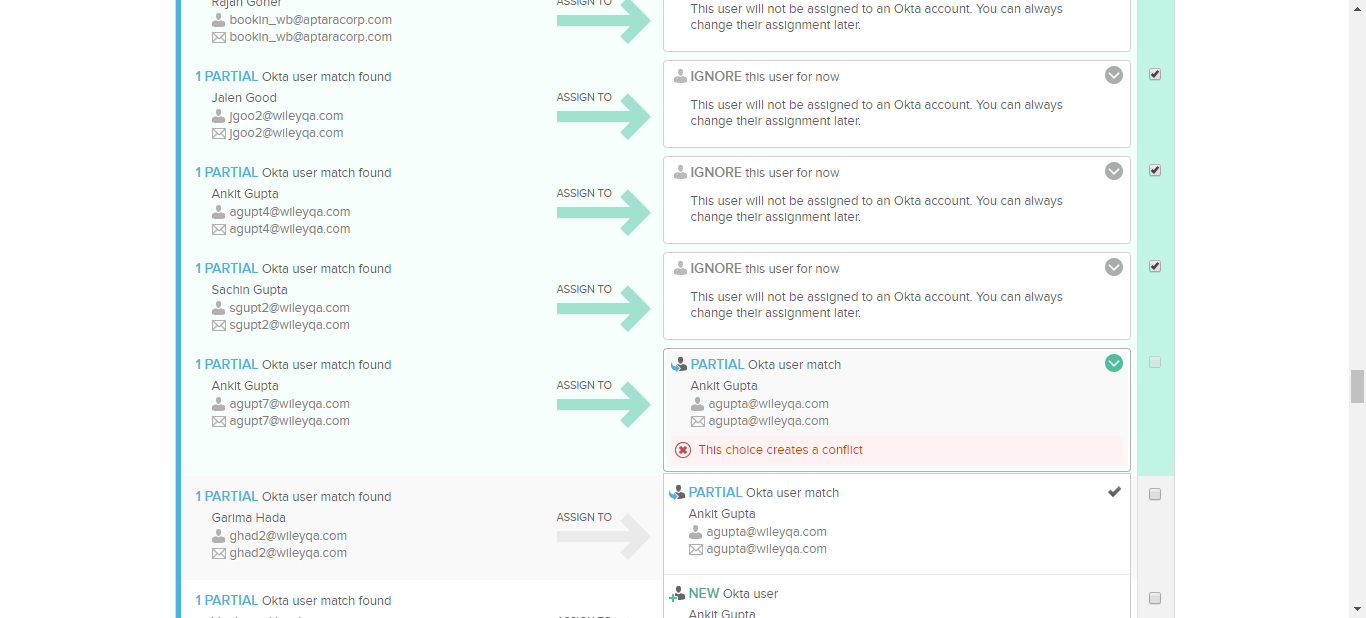 Rajan Goher
ASSIGN TO
This user will not be assigned to an Okta account. You can always
bookin_wb@aptaracorp.com
change their assignment later.
bookin_wb@aptaracorp.com
1 PARTIAL Okta user match found
IGNORE this user for now
Jalen Good
ASSIGN TO
This user will not be assigned to an Okta account. You can always
jgoo2@wileyqa.com
change their assignment later.
jgoo2@wileyqa.com
1 PARTIAL Okta user match found
IGNORE this user for now
Ankit Gupta
ASSIGN TO
This user will not be assigned to an Okta account. You can always
agupt4@wileyqa.com
change their assignment later.
agupt4@wileyqa.com
1 PARTIAL Okta user match found
IGNORE this user for now
Sachin Gupta
ASSIGN TO
This user will not be assigned to an Okta account. You can always
sgupt2@wileyqa.com
change their assignment later.
sgupt2@wileyqa.com
1 PARTIAL Okta user match found
PARTIAL Okta user match
Ankit Gupta
ASSIGN TO
Ankit Gupta
agupt7@wileyqa.com
agupta@wileyqa.com
agupt7@wileyqa.com
agupta@wileyqa.com
This choice creates a conflict
1 PARTIAL Okta user match found
PARTIAL Okta user match
Garima Hada
ASSIGN TO
Ankit Gupta
ghad2@wileyqa.com
agupta@wileyqa.com
ghad2@wileyqa.com
agupta@wileyqa.com
1 PARTIAL Okta user match found
NEW Okta user
Ankit Gupta
ASSIGN TO